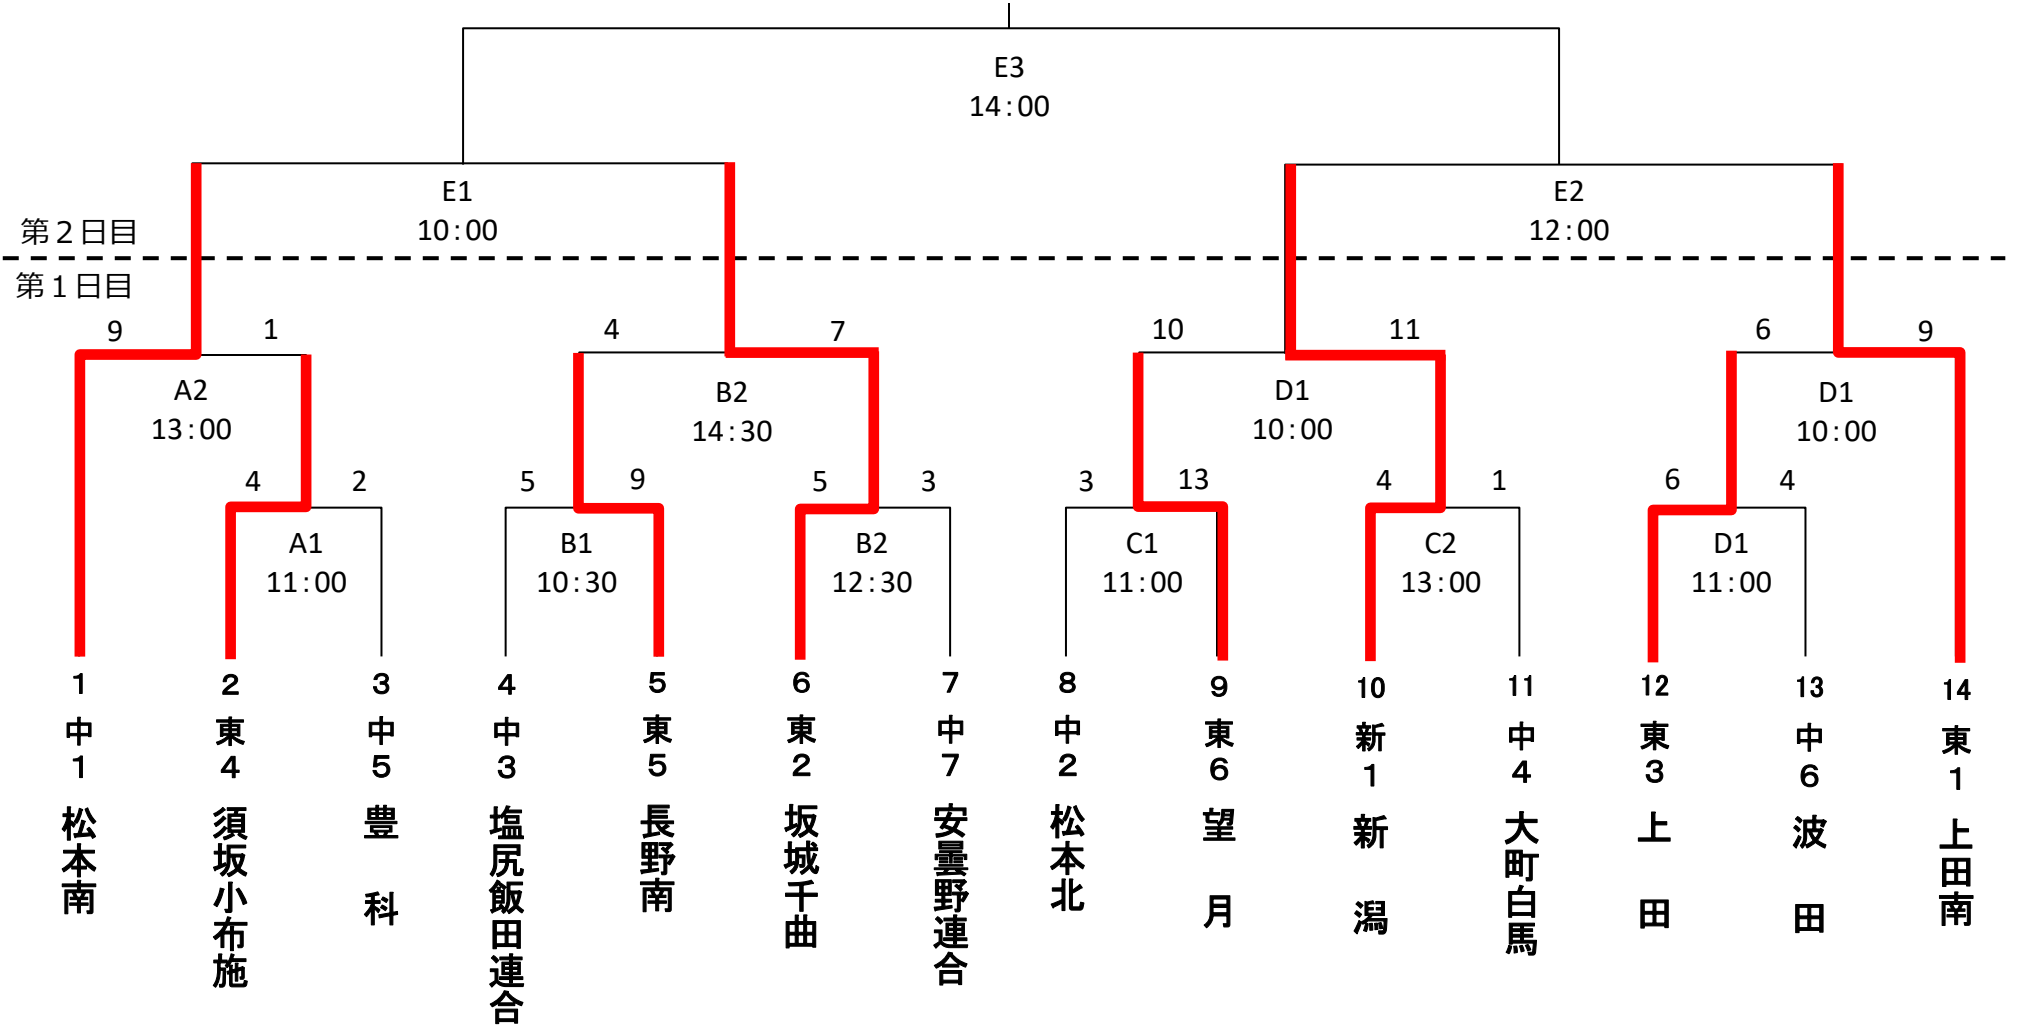 E3
14:00
E1
10:00
E2
12:00
第2日目
第1日目
9
1
4
7
10
11
6
9
A2
13:00
B2
14:30
D1
10:00
D1
10:00
4
2
5
9
5
3
3
13
4
1
6
4
A1
11:00
B1
10:30
B2
12:30
C1
11:00
C2
13:00
D1
11:00
1 中1 松本南
2 東4 須坂小布施
3 中5 豊科
4 中3 塩尻飯田連合
5 東5 長野南
6 東2 坂城千曲
7 中7 安曇野連合
8 中2 松本北
9 東6 望月
10 新1 新潟
11 中4 大町白馬
12 東3 上田
13 中6 波田
14 東1 上田南